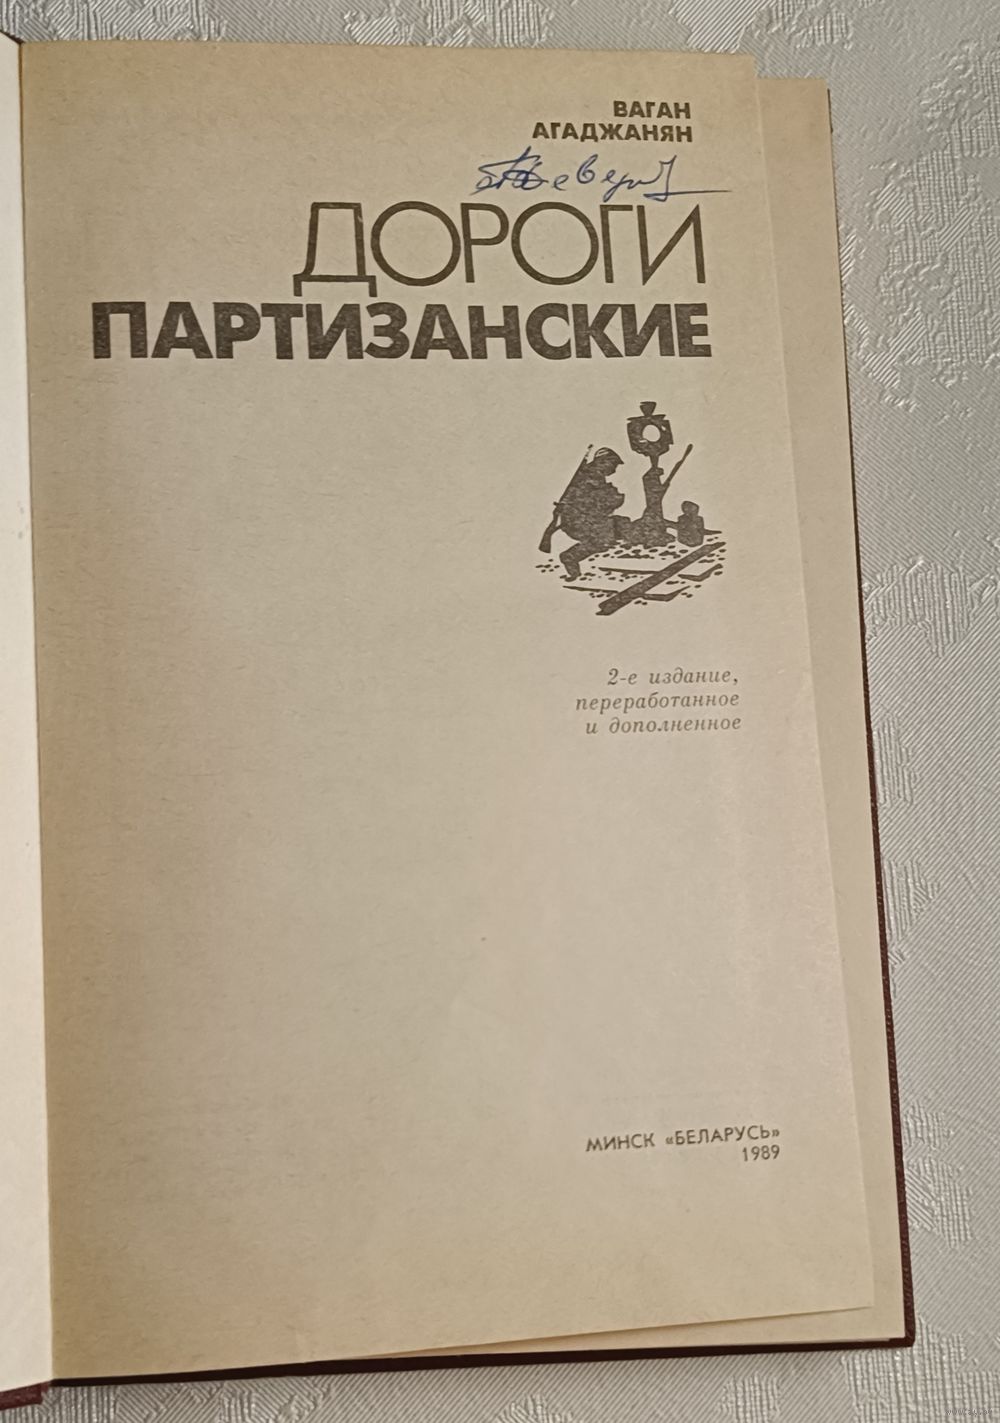 ВАГАН
АГАДЖАНЯН
ДОРОГИ
ПАРТИЗАНСКИЕ
2-е издание,
переработанное
и дополненное
МИНСК «БЕЛАРУСЬ»
1989